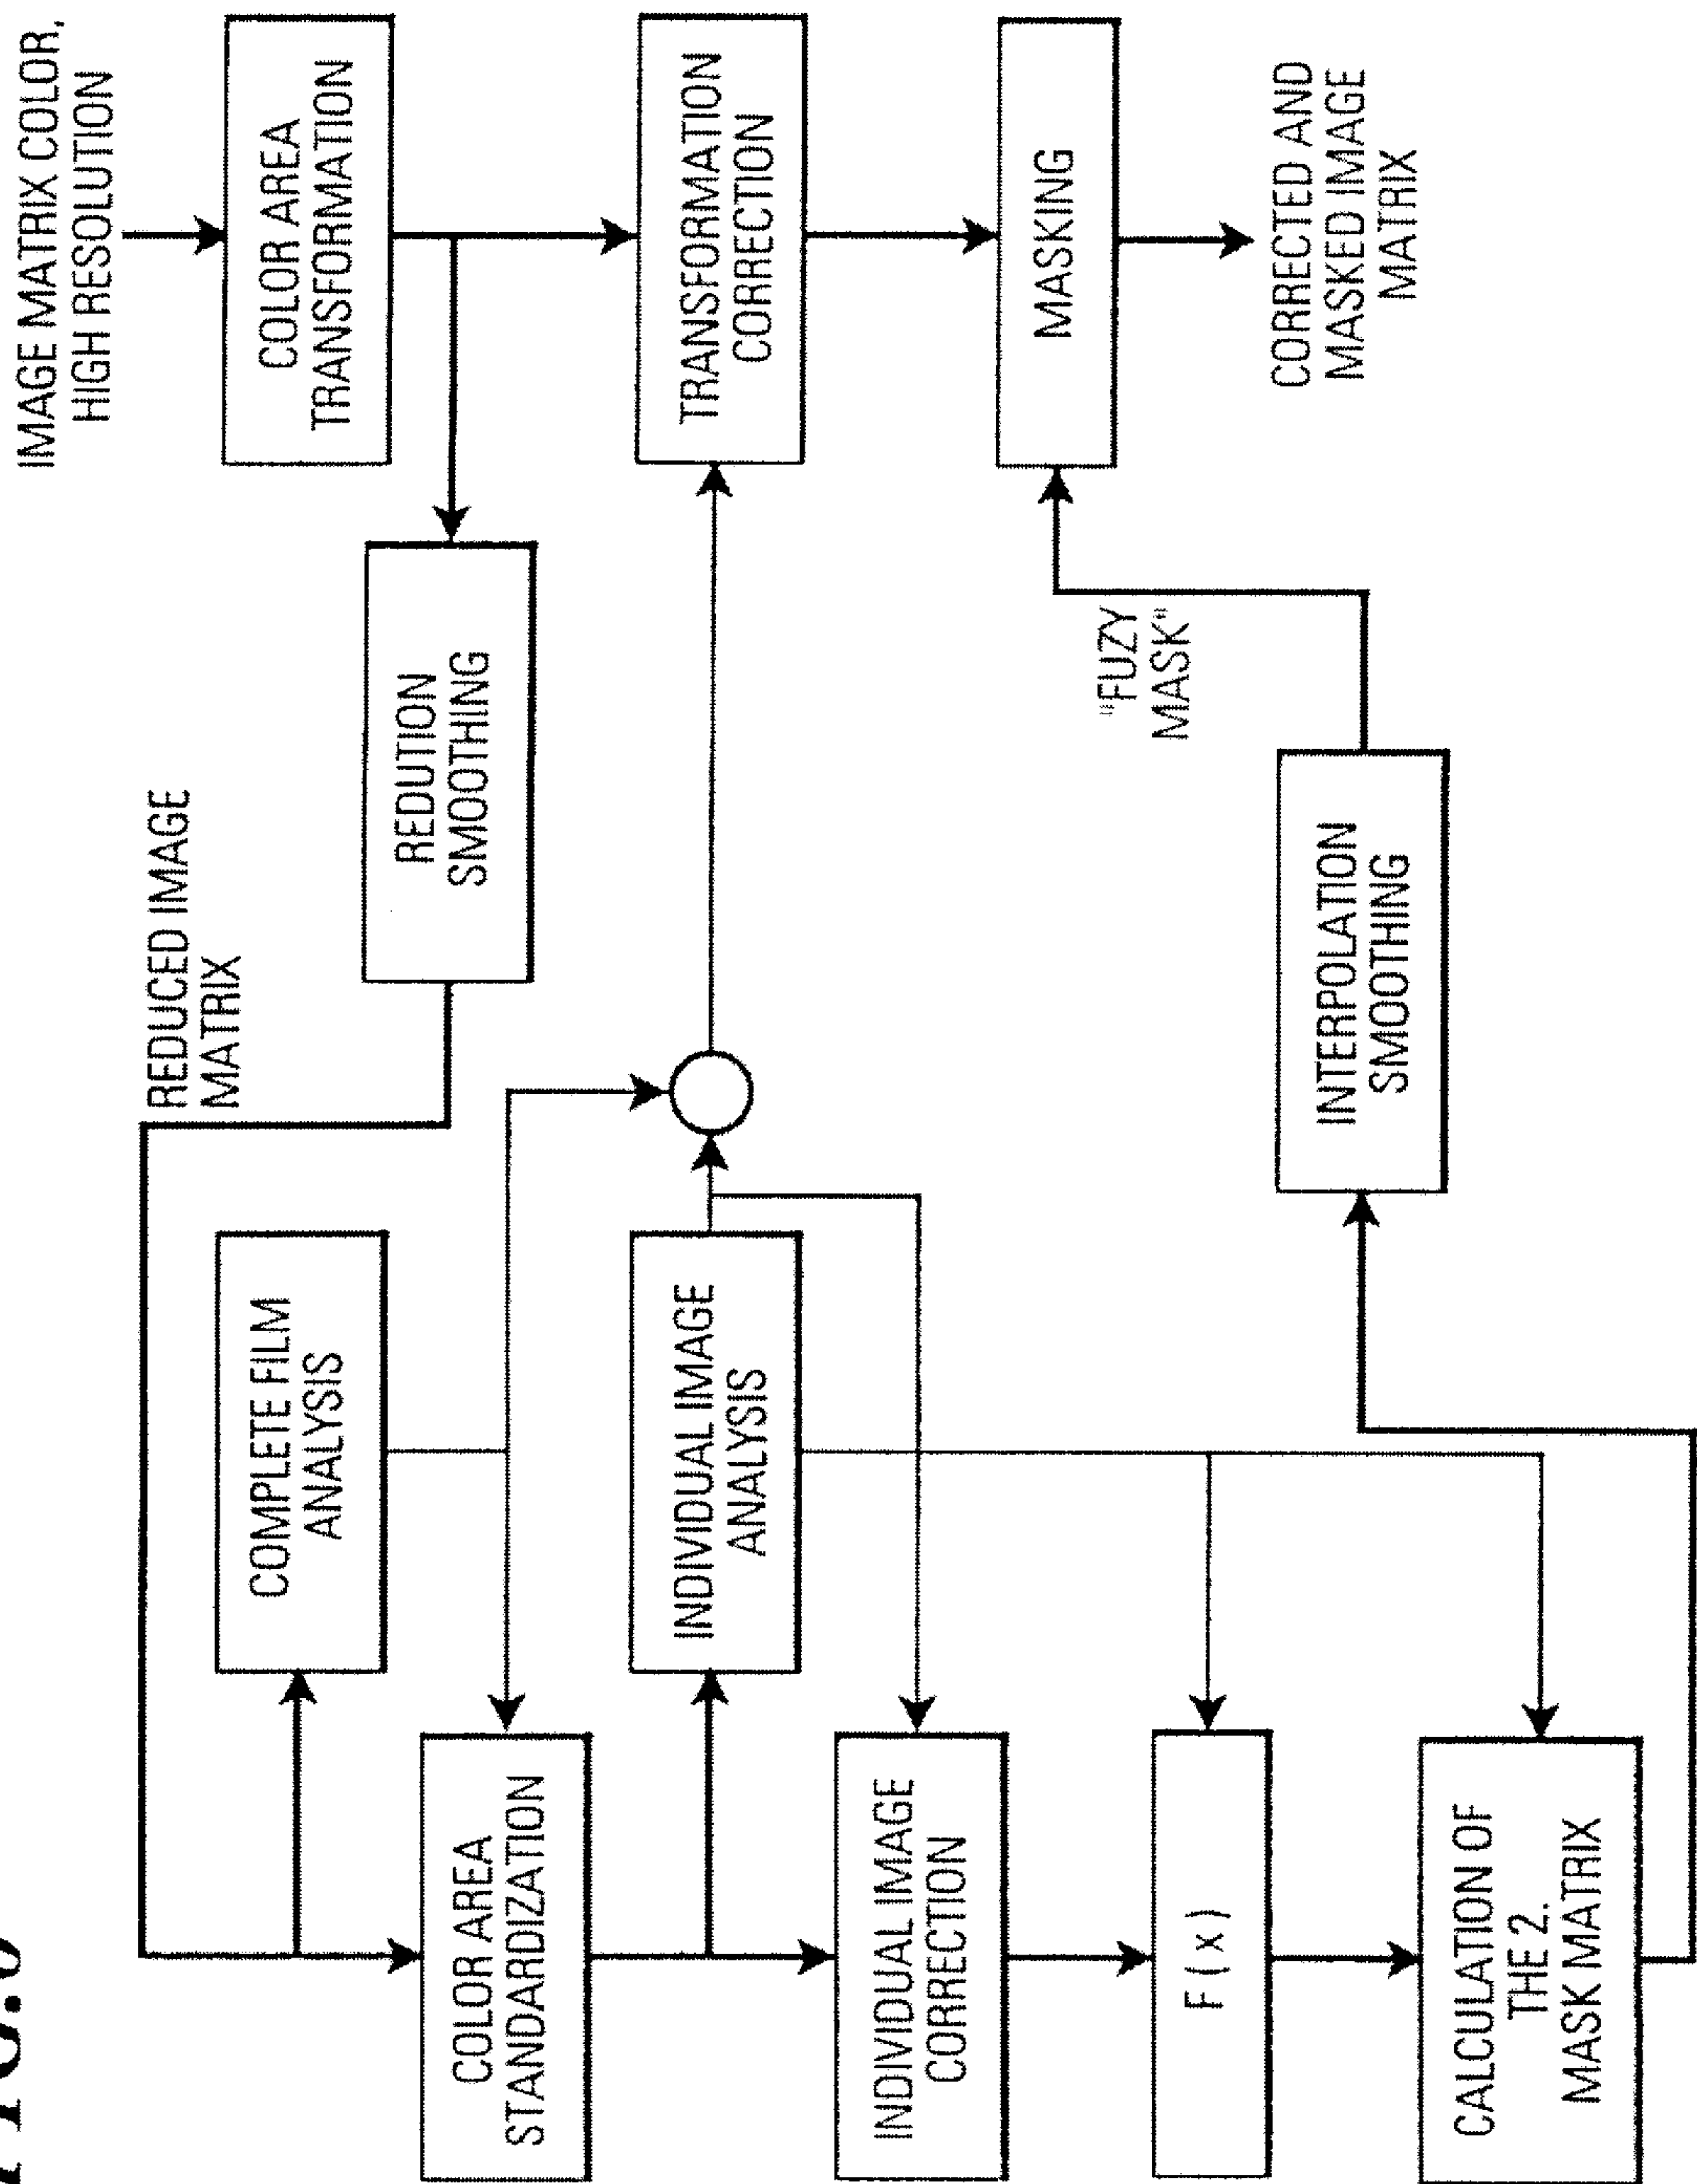 IMAGE MATRIX COLOR,
HIGH RESOLUTION
REDUCED IMAGE
MATRIX
COMPLETE FILM
ANALYSIS
COLOR AREA
TRANSFORMATION
REDUTION
SMOOTHING
COLOR AREA
STANDARDIZATION
INDIVIDUAL IMAGE
ANALYSIS
TRANSFORMATION
CORRECTION
INDIVIDUAL IMAGE
CORRECTION
MASKING
"FUZY
MASK"
F (x)
CORRECTED AND
MASKED IMAGE
MATRIX
INTERPOLATION
SMOOTHING
CALCULATION OF
THE 2.
MASK MATRIX